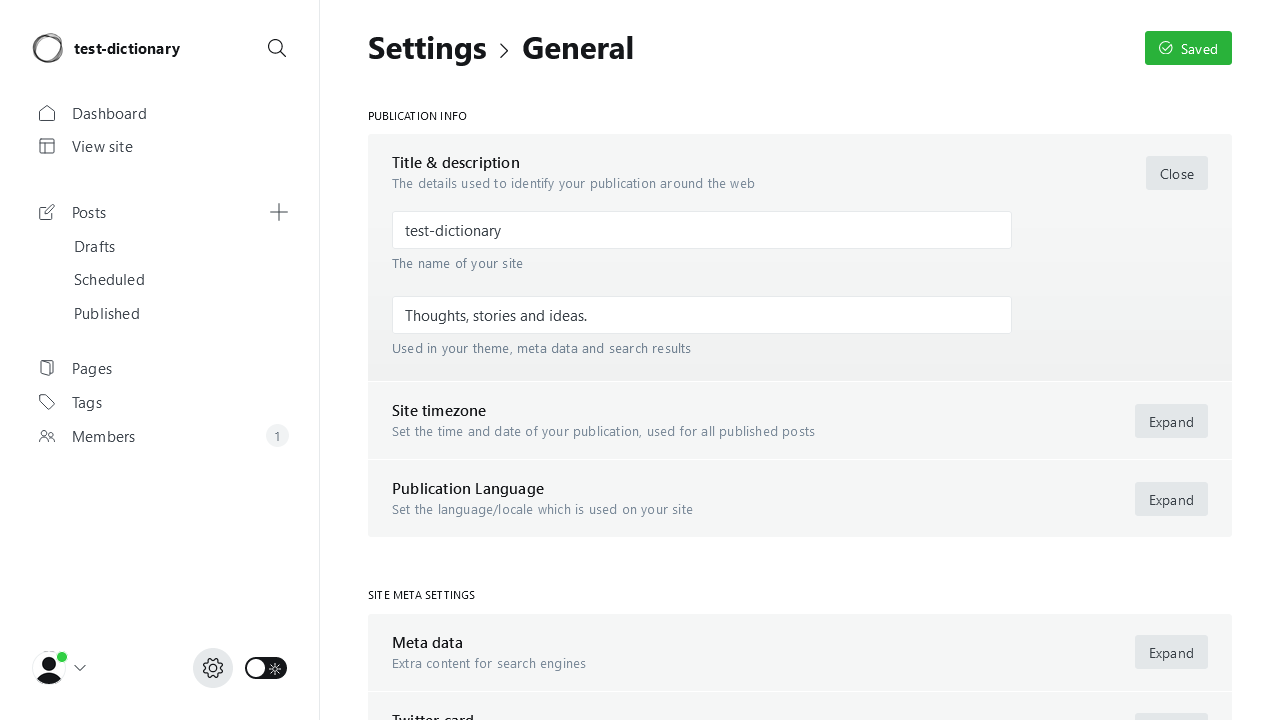 test-dictionary
Dashboard
View site
Posts
Drafts
Scheduled
Published
Pages
Tags
Members
1
Settings
General
Saved
PUBLICATION INFO
Title & description
The details used to identify your publication around the web
Close
test-dictionary
The name of your site
Thoughts, stories and ideas.
Used in your theme, meta data and search results
Site timezone
Set the time and date of your publication, used for all published posts
Expand
Publication Language
Set the language/locale which is used on your site
Expand
SITE META SETTINGS
Meta data
Extra content for search engines
Expand
Twitter card